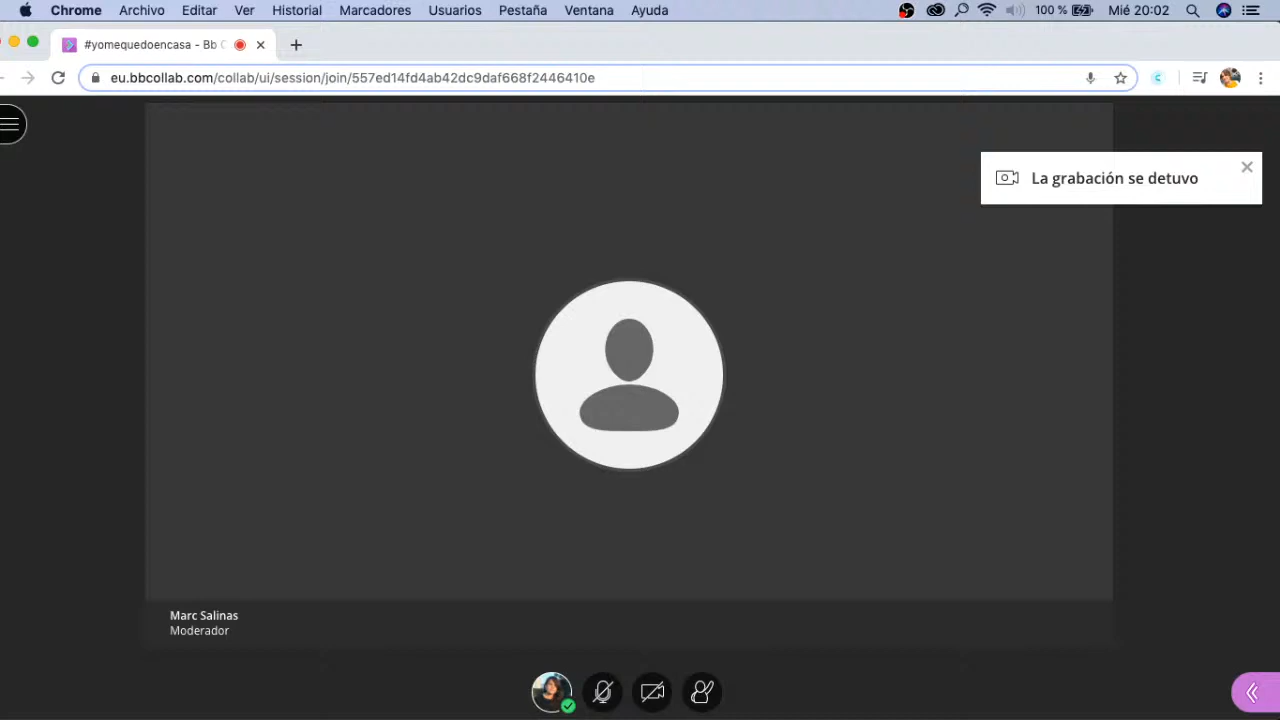 Chrome Archivo Editar Ver Historial Marcadores Usuarios Pestaña Ventana Ayuda 100 % Mié 20:02
#yomequedoencasa - Bb C
eu.bbcollab.com/collab/ui/session/join/557ed14fd4ab42dc9daf668f2446410e
La grabación se detuvo
Marc Salinas
Moderador